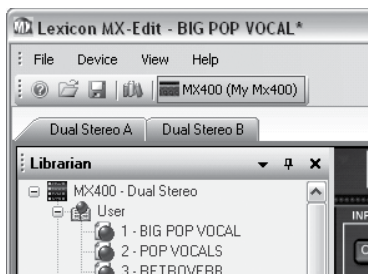 Lexicon MX-Edit - BIG POP VOCAL*
File Device View Help
MX400 (My Mx400)
Dual Stereo A Dual Stereo B
Librarian
MX400 - Dual Stereo
User
1 - BIG POP VOCAL
2 - POP VOCALS
3 - RETROVERB